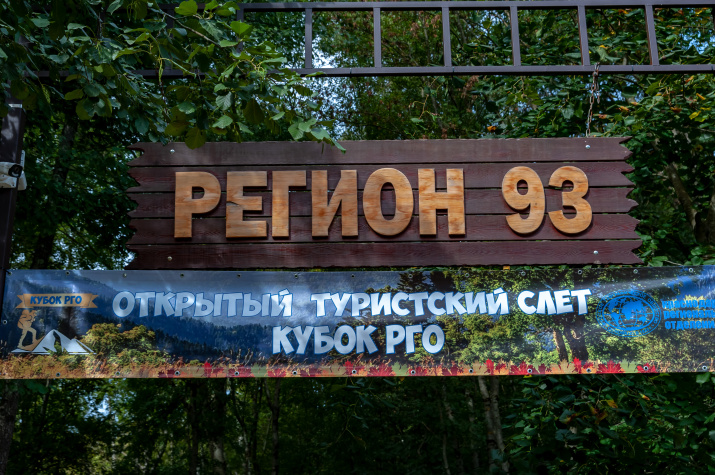 РЕГИОН 93
КУБОК РГО
ОТКРЫТЫЙ ТУРИСТСКИЙ СЛЕТ
КУБОК РГО